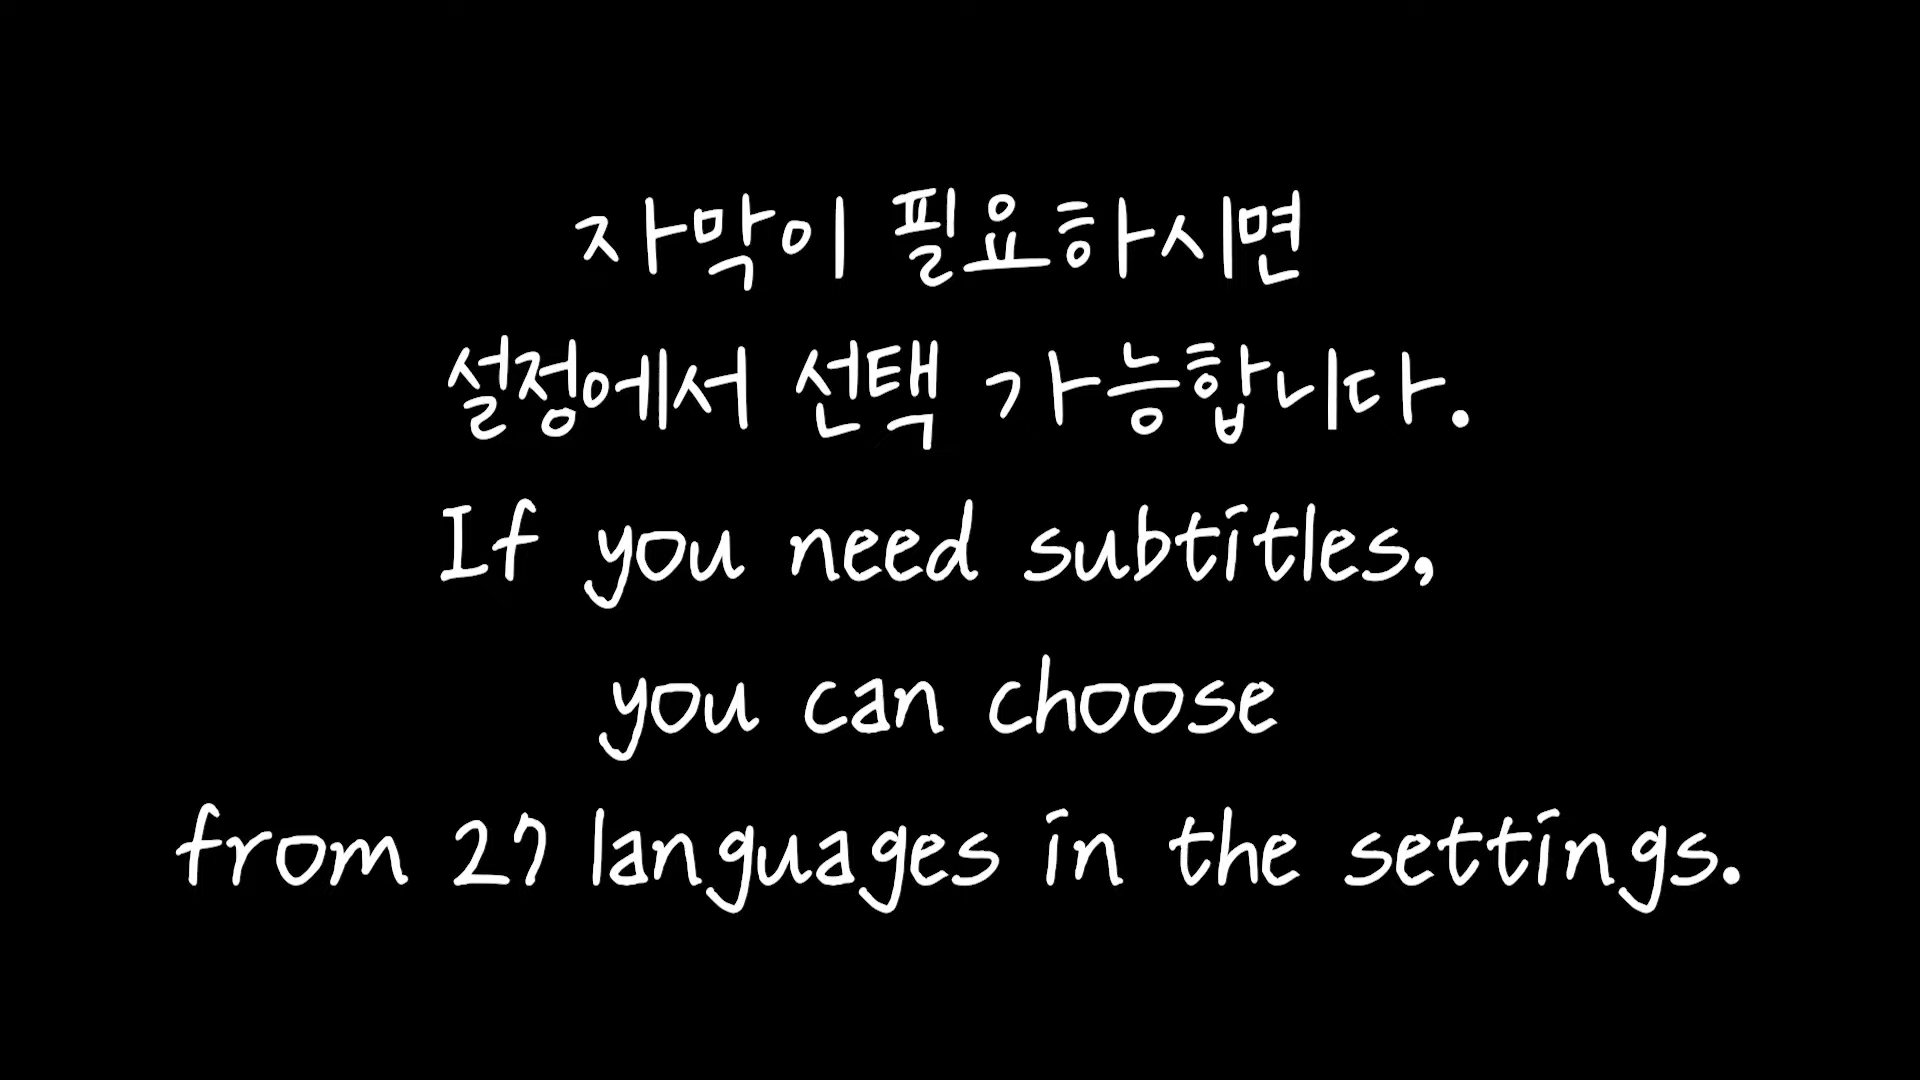 자막이 필요하시면
설정에서 선택 가능합니다.
If you need subtitles,
you can choose
from 27 languages in the settings.